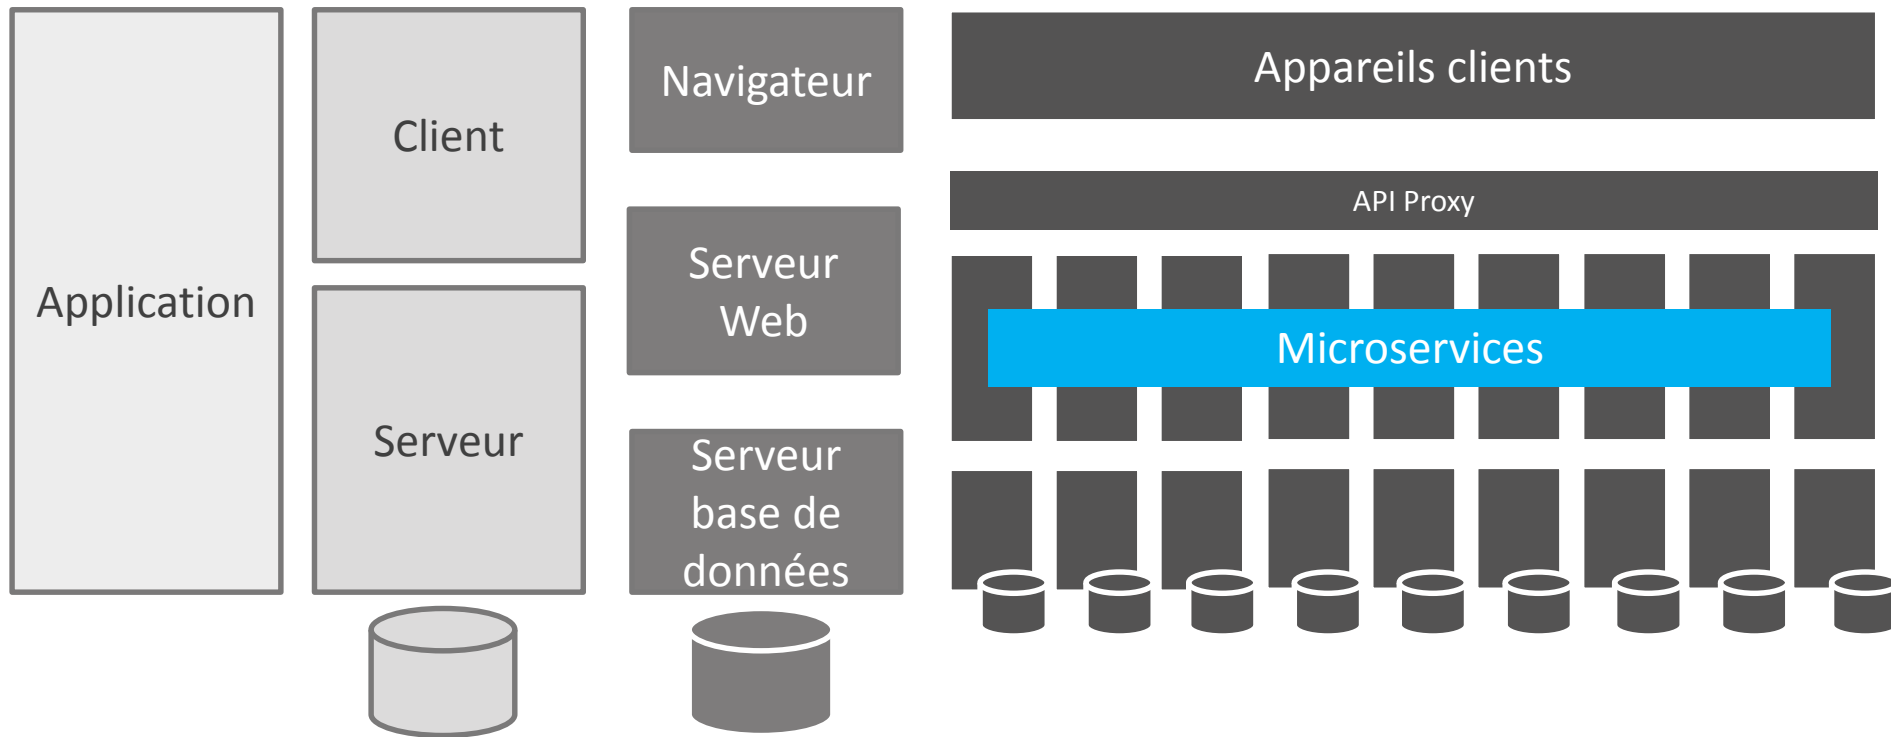 Application
Client
Serveur
Navigateur
Serveur
Web
Serveur
base de
données
Appareils clients
API Proxy
Microservices